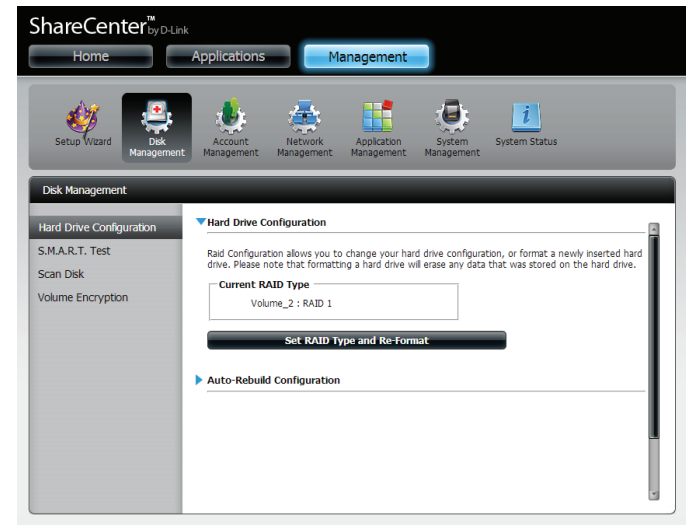 ShareCenter™ by D-Link
Home Applications Management
Setup Wizard
Disk Management
Account Management
Network Management
Application Management
System Management
System Status
Disk Management
Hard Drive Configuration
S.M.A.R.T. Test
Scan Disk
Volume Encryption
Hard Drive Configuration
Raid Configuration allows you to change your hard drive configuration, or format a newly inserted hard
drive. Please note that formatting a hard drive will erase any data that was stored on the hard drive.
Current RAID Type
Volume_2 : RAID 1
Set RAID Type and Re-Format
Auto-Rebuild Configuration